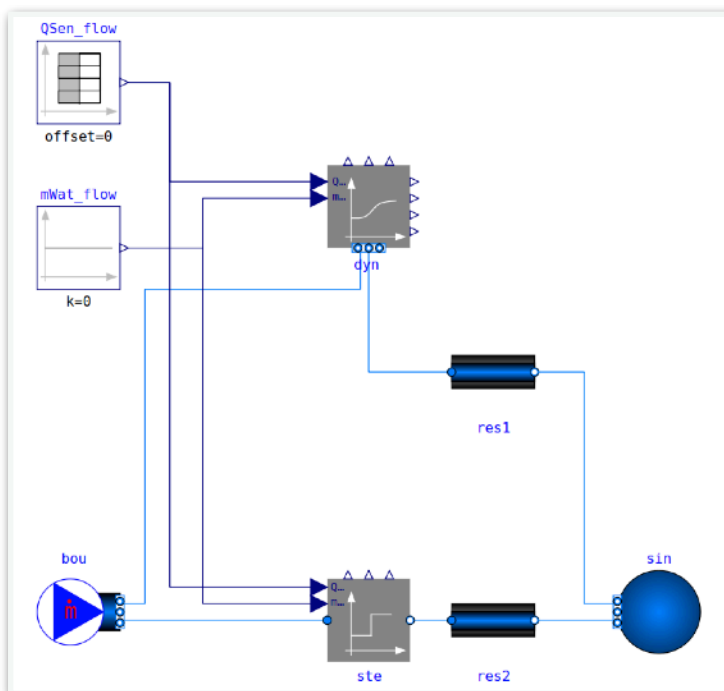 QSen_flow
offset=0
mWat_flow
k=0
Q…
m…
dyn
res1
bou
ṁ
sin
Q…
m…
ste
res2